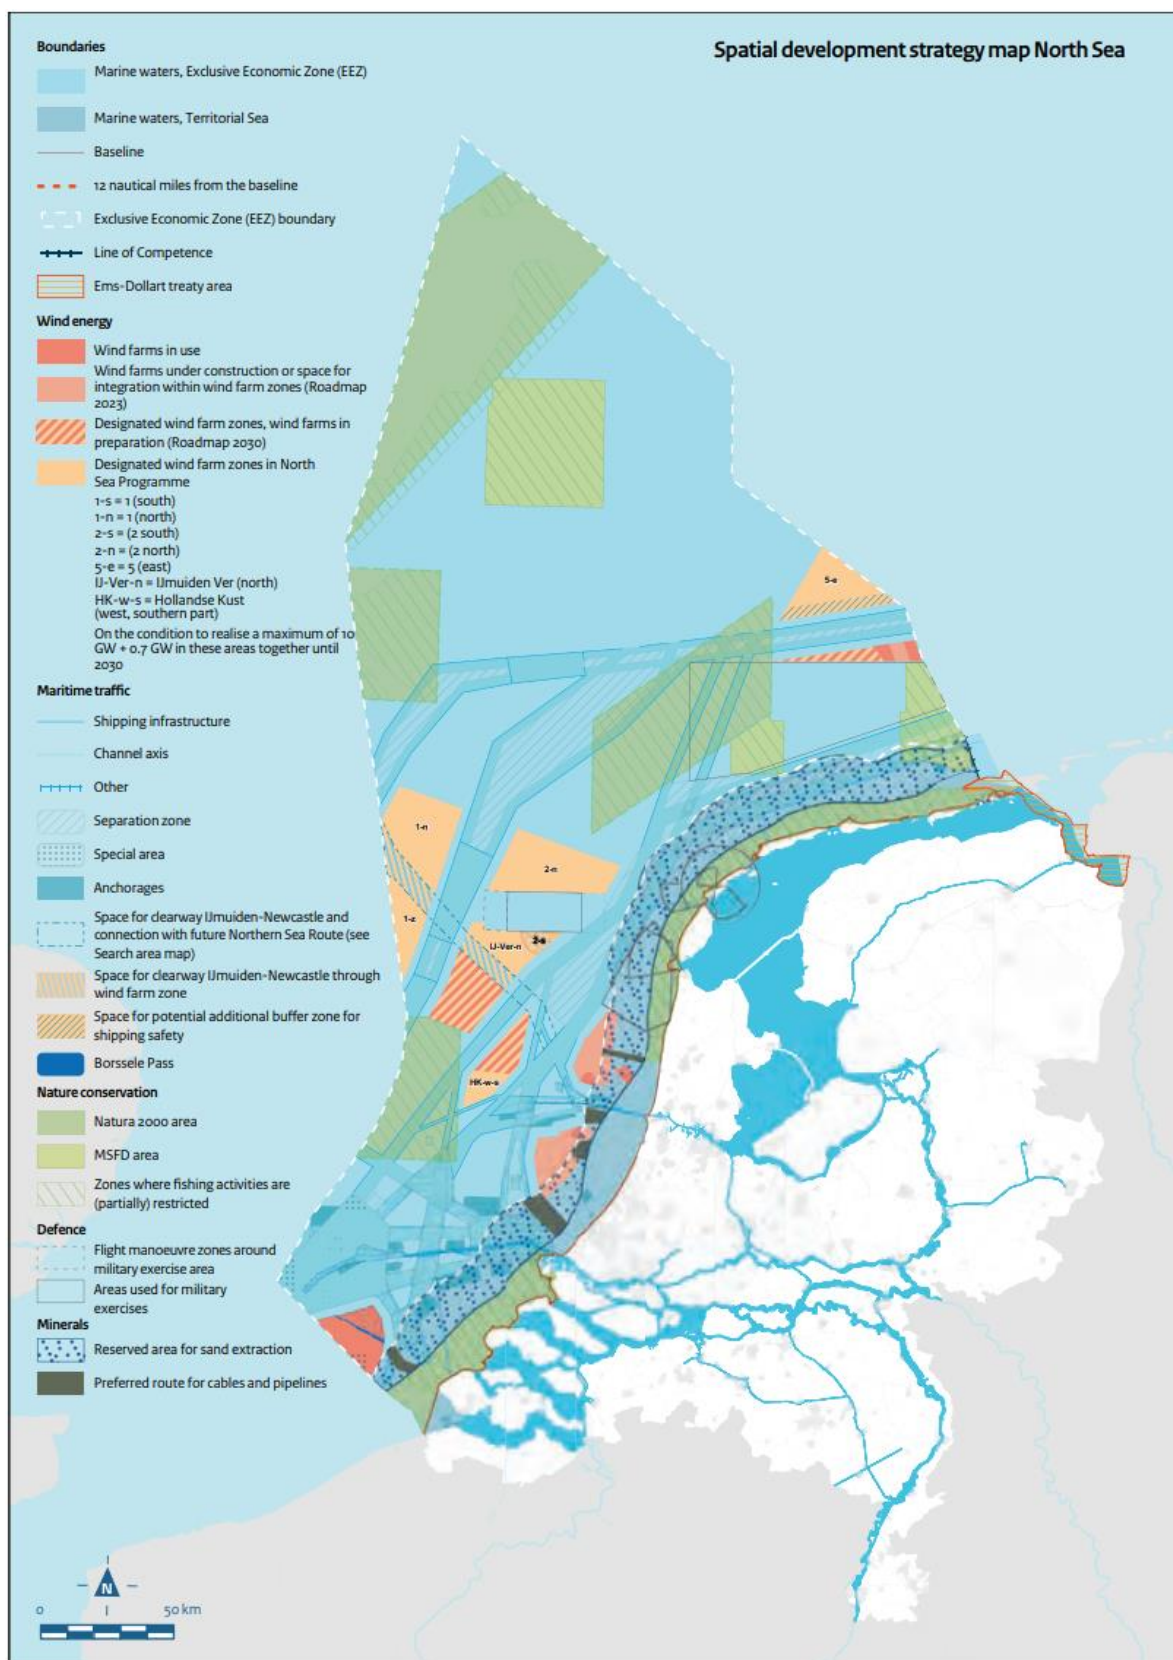 Spatial development strategy map North Sea
Boundaries
Marine waters, Exclusive Economic Zone (EEZ)
Marine waters, Territorial Sea
Baseline
12 nautical miles from the baseline
Exclusive Economic Zone (EEZ) boundary
Line of Competence
Ems-Dollart treaty area
Wind energy
Wind farms in use
Wind farms under construction or space for
integration within wind farm zones (Roadmap
2023)
Designated wind farm zones, wind farms in
preparation (Roadmap 2030)
Designated wind farm zones in North
Sea Programme
1-s = 1 (south)
1-n = 1 (north)
2-s = (2 south)
2-n = (2 north)
5-e = 5 (east)
IJ-Ver-n = IJmuiden Ver (north)
HK-w-s = Hollandse Kust
(west, southern part)
On the condition to realise a maximum of 10
GW + 0.7 GW in these areas together until
2030
Maritime traffic
Shipping infrastructure
Channel axis
Other
Separation zone
Special area
Anchorages
Space for clearway IJmuiden-Newcastle and
connection with future Northern Sea Route (see
Search area map)
Space for clearway IJmuiden-Newcastle through
wind farm zone
Space for potential additional buffer zone for
shipping safety
Borssele Pass
Nature conservation
Natura 2000 area
MSFD area
Zones where fishing activities are
(partially) restricted
Defence
Flight manoeuvre zones around
military exercise area
Areas used for military
exercises
Minerals
Reserved area for sand extraction
Preferred route for cables and pipelines
5-e
1-n
2-n
1-z
IJ-Ver-n
HK-w-s
N
0 50 km